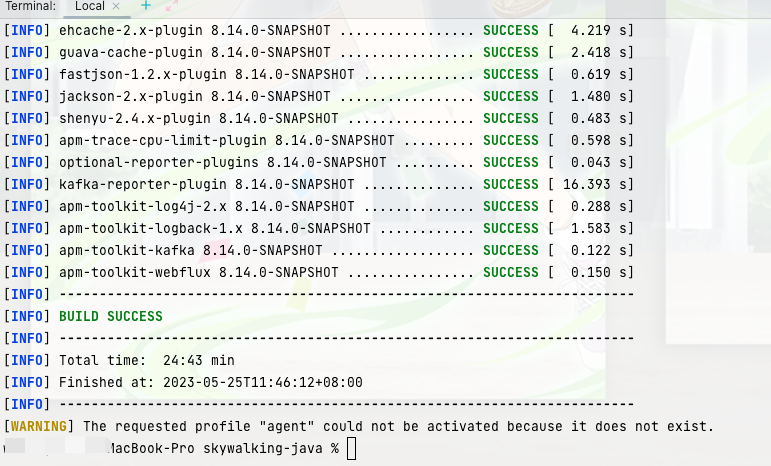 Terminal: Local × +
[INFO] ehcache-2.x-plugin 8.14.0-SNAPSHOT ................. SUCCESS [  4.219 s]
[INFO] guava-cache-plugin 8.14.0-SNAPSHOT ................. SUCCESS [  2.418 s]
[INFO] fastjson-1.2.x-plugin 8.14.0-SNAPSHOT .............. SUCCESS [  0.619 s]
[INFO] jackson-2.x-plugin 8.14.0-SNAPSHOT ................. SUCCESS [  1.480 s]
[INFO] shenyu-2.4.x-plugin 8.14.0-SNAPSHOT ................ SUCCESS [  0.483 s]
[INFO] apm-trace-cpu-limit-plugin 8.14.0-SNAPSHOT ......... SUCCESS [  0.598 s]
[INFO] optional-reporter-plugins 8.14.0-SNAPSHOT .......... SUCCESS [  0.043 s]
[INFO] kafka-reporter-plugin 8.14.0-SNAPSHOT .............. SUCCESS [ 16.393 s]
[INFO] apm-toolkit-log4j-2.x 8.14.0-SNAPSHOT .............. SUCCESS [  0.288 s]
[INFO] apm-toolkit-logback-1.x 8.14.0-SNAPSHOT ............ SUCCESS [  1.583 s]
[INFO] apm-toolkit-kafka 8.14.0-SNAPSHOT .................. SUCCESS [  0.122 s]
[INFO] apm-toolkit-webflux 8.14.0-SNAPSHOT ................ SUCCESS [  0.150 s]
[INFO] ------------------------------------------------------------------------
[INFO] BUILD SUCCESS
[INFO] ------------------------------------------------------------------------
[INFO] Total time:  24:43 min
[INFO] Finished at: 2023-05-25T11:46:12+08:00
[INFO] ------------------------------------------------------------------------
[WARNING] The requested profile "agent" could not be activated because it does not exist.
MacBook-Pro skywalking-java %